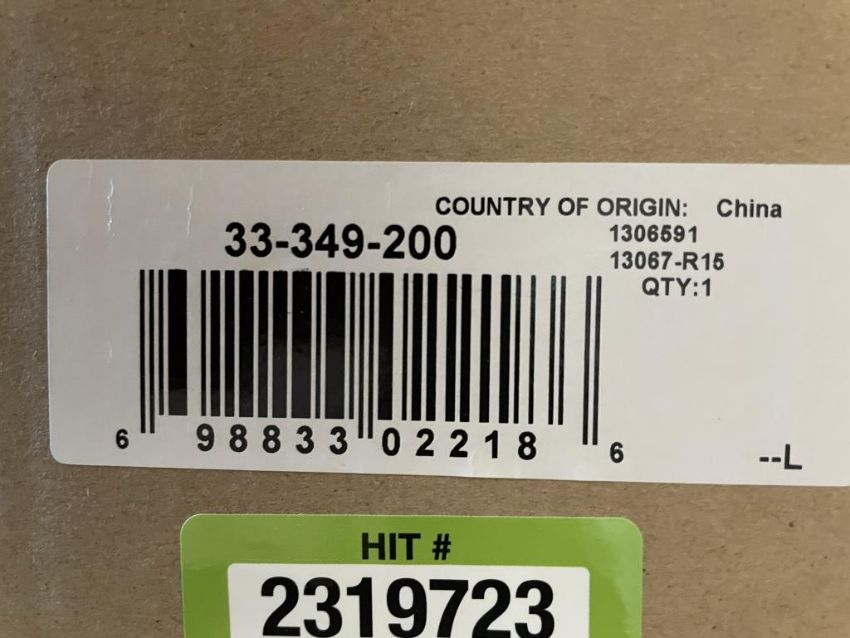 COUNTRY OF ORIGIN: China
33-349-200
1306591
13067-R15
QTY:1
6 98833 02218 6
--L
HIT #
2319723